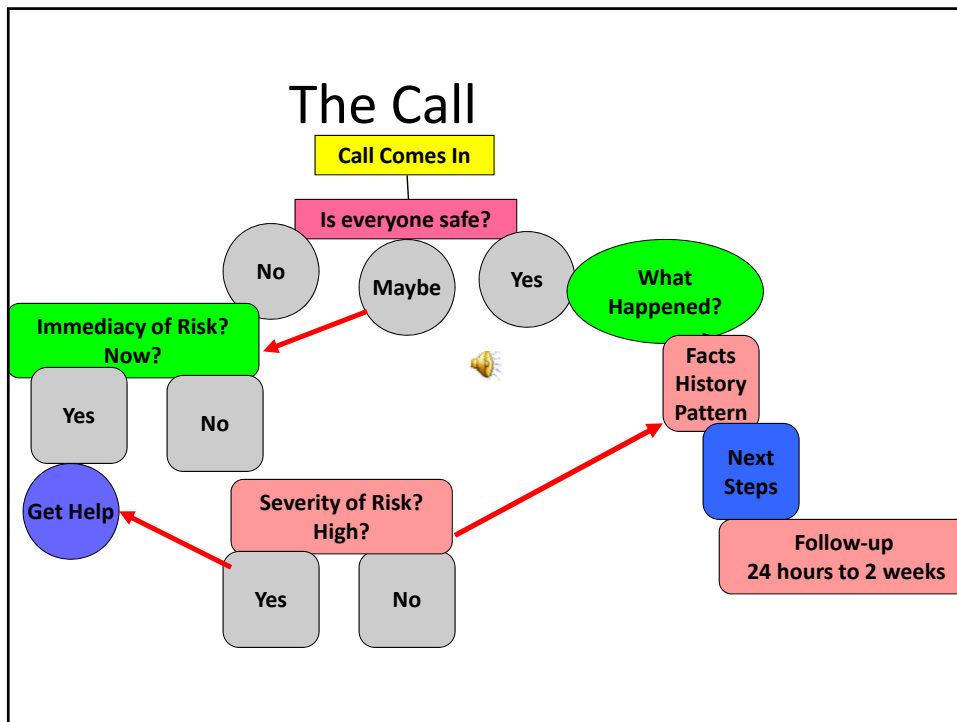 The Call
Call Comes In
Is everyone safe?
No
Maybe
Yes
What
Happened?
Immediacy of Risk?
Now?
Yes
No
Facts
History
Pattern
Get Help
Severity of Risk?
High?
Yes
No
Next
Steps
Follow-up
24 hours to 2 weeks